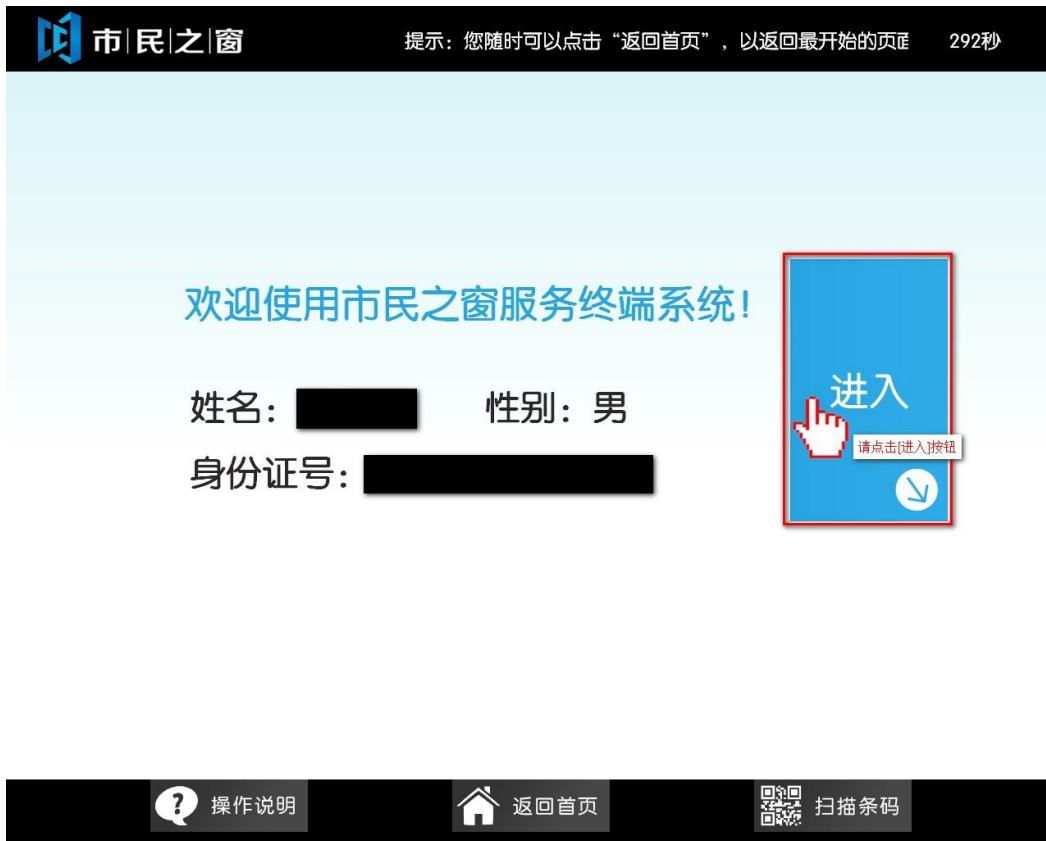 市民之窗
提示：您随时可以点击“返回首页”，以返回最开始的页
292秒
欢迎使用市民之窗服务终端系统！
姓名：
性别：男
身份证号：
进入
请点击[进入]按钮
操作说明
返回首页
扫描条码